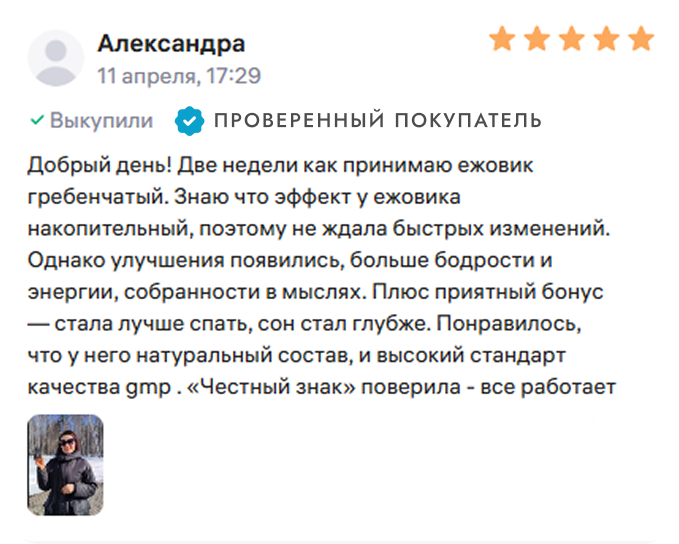 Александра
11 апреля, 17:29
Выкупили ПРОВЕРЕННЫЙ ПОКУПАТЕЛЬ
Добрый день! Две недели как принимаю ежовик
гребенчатый. Знаю что эффект у ежовика
накопительный, поэтому не ждала быстрых изменений.
Однако улучшения появились, больше бодрости и
энергии, собранности в мыслях. Плюс приятный бонус
— стала лучше спать, сон стал глубже. Понравилось,
что у него натуральный состав, и высокий стандарт
качества gmp . «Честный знак» поверила - все работает